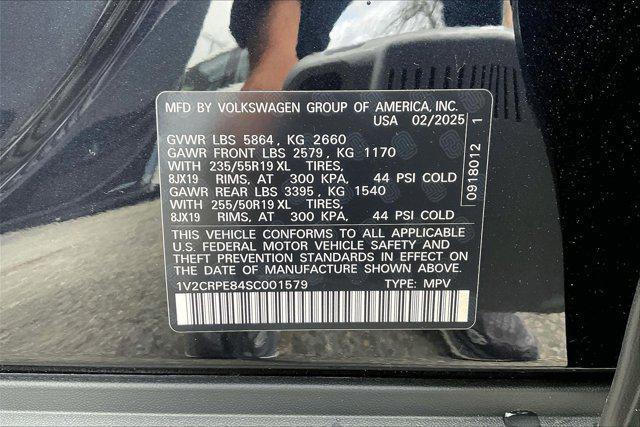 MFD BY VOLKSWAGEN GROUP OF AMERICA, INC.
USA 02/2025
GVWR LBS 5864, KG 2660
GAWR FRONT LBS 2579, KG 1170
WITH 235/55R19 XL TIRES,
8JX19 RIMS, AT 300 KPA, 44 PSI COLD
GAWR REAR LBS 3395, KG 1540
WITH 255/50R19 XL TIRES,
8JX19 RIMS, AT 300 KPA, 44 PSI COLD
THIS VEHICLE CONFORMS TO ALL APPLICABLE
U.S. FEDERAL MOTOR VEHICLE SAFETY AND
THEFT PREVENTION STANDARDS IN EFFECT ON
THE DATE OF MANUFACTURE SHOWN ABOVE.
1V2CRPE84SC001579 TYPE: MPV
0918012 1